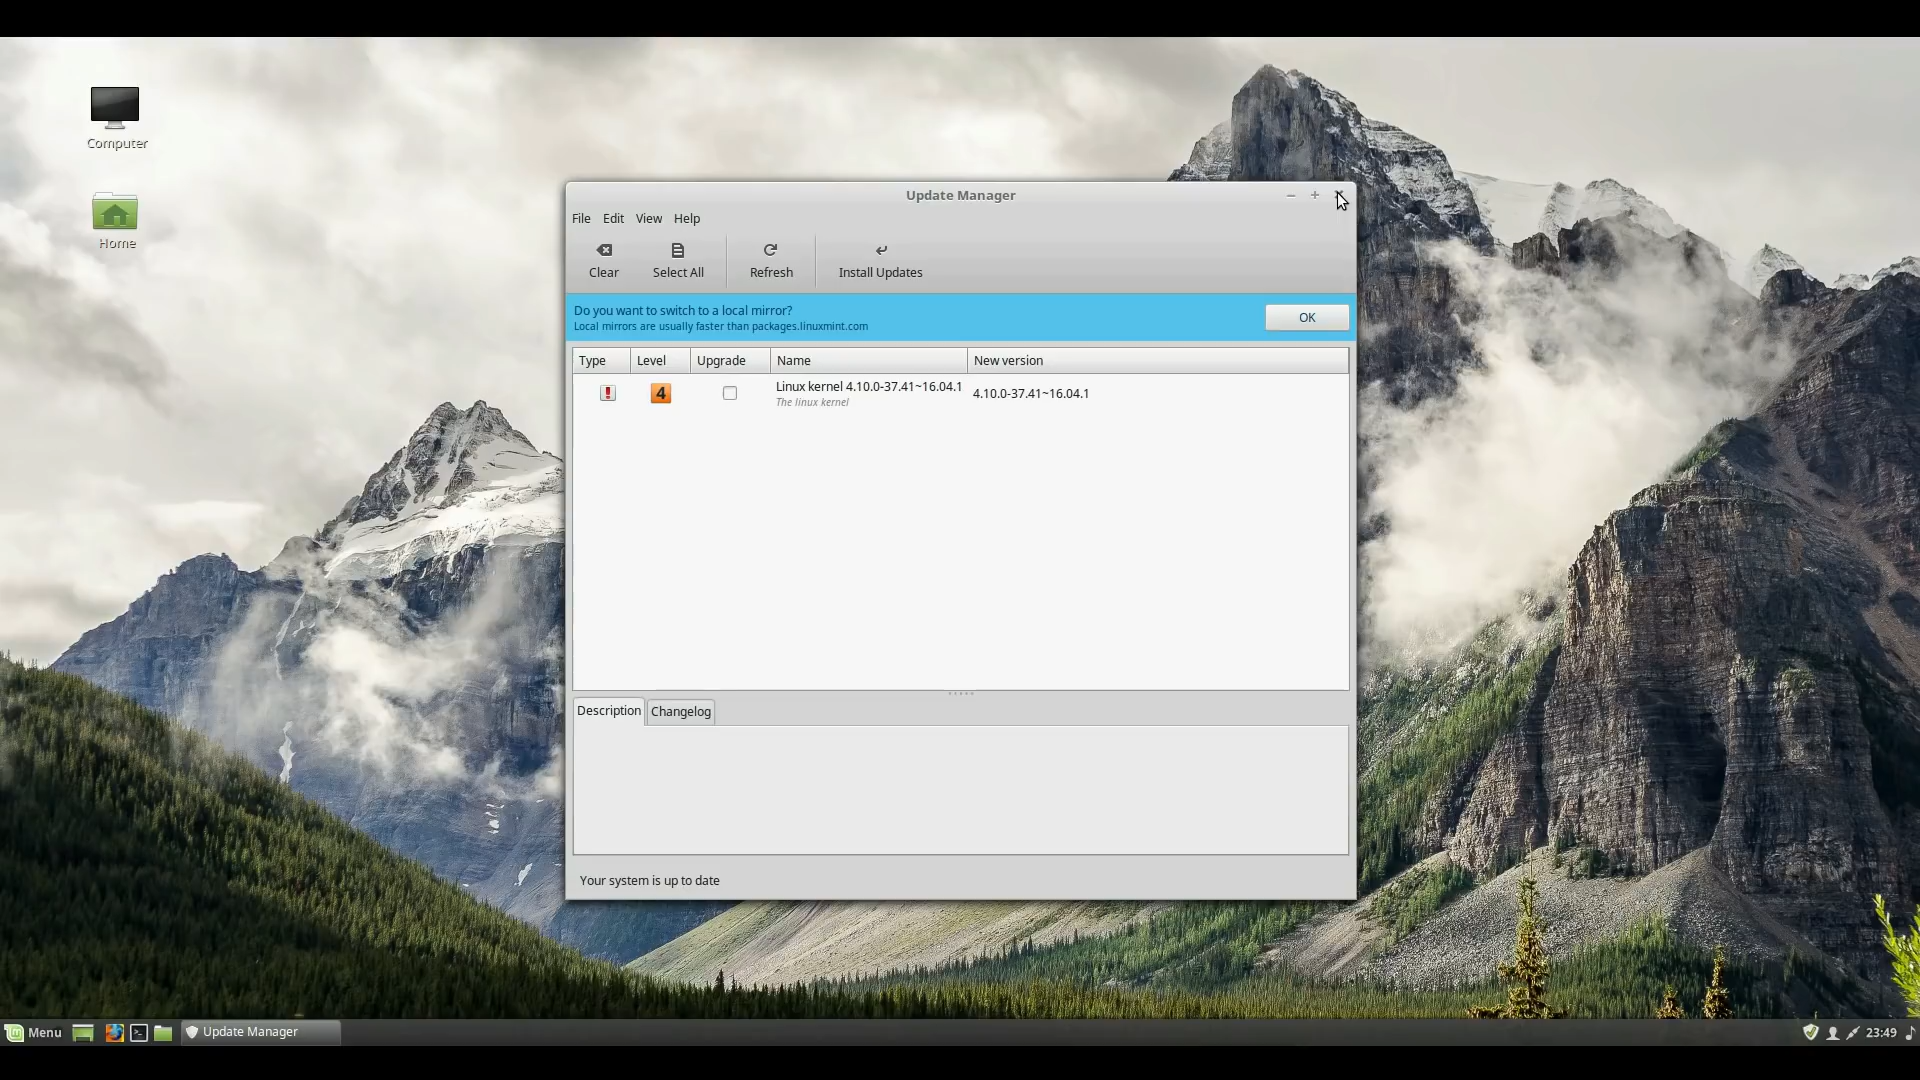 Computer
Home
Update Manager
File Edit View Help
Clear Select All Refresh Install Updates
Do you want to switch to a local mirror?
Local mirrors are usually faster than packages.linuxmint.com
OK
Type Level Upgrade Name New version
! 4 Linux kernel 4.10.0-37.41~16.04.1 4.10.0-37.41~16.04.1
The linux kernel
Description Changelog
Your system is up to date
Menu Update Manager 23:49